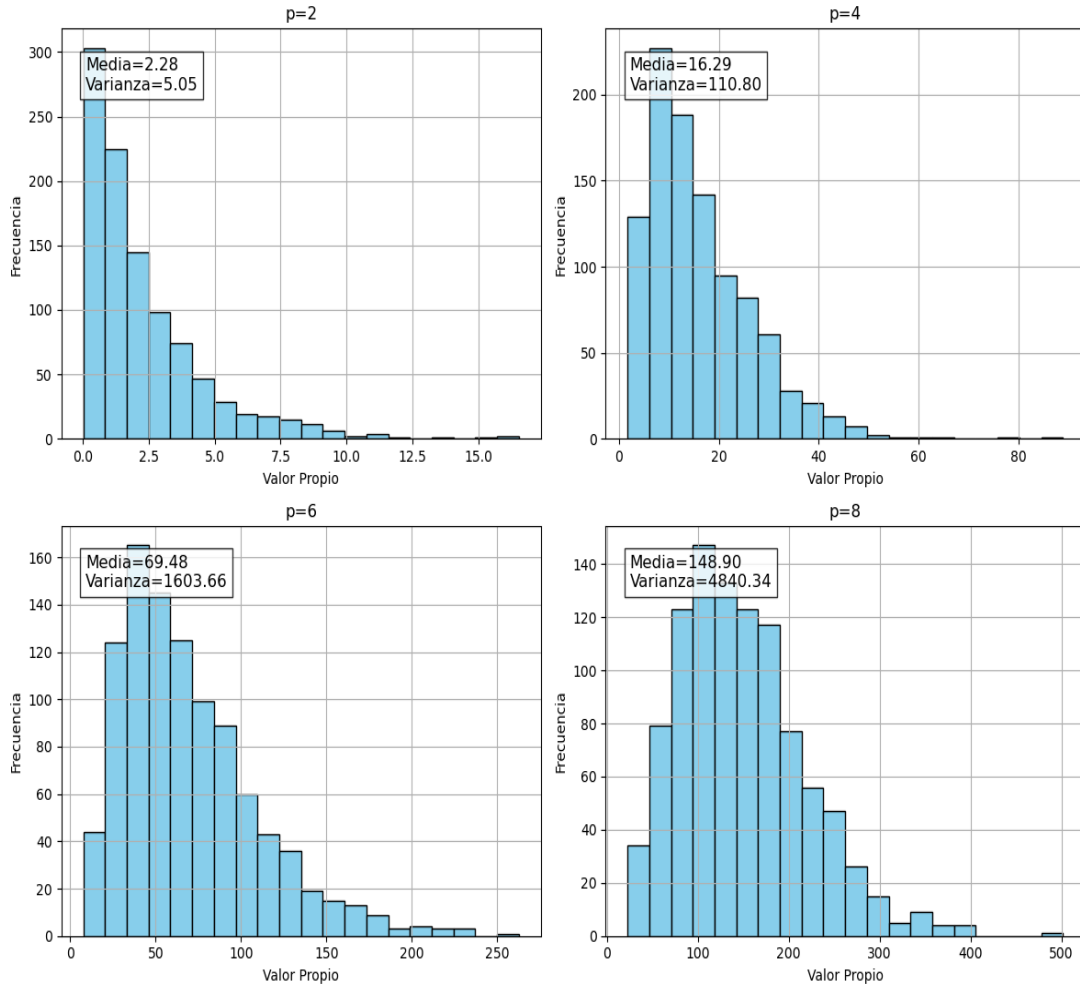 p=2
Media=2.28
Varianza=5.05
Frecuencia
300
250
200
150
100
50
0
0.0 2.5 5.0 7.5 10.0 12.5 15.0
Valor Propio
p=4
Media=16.29
Varianza=110.80
Frecuencia
200
150
100
50
0
0 20 40 60 80
Valor Propio
p=6
Media=69.48
Varianza=1603.66
Frecuencia
160
140
120
100
80
60
40
20
0
0 50 100 150 200 250
Valor Propio
p=8
Media=148.90
Varianza=4840.34
Frecuencia
140
120
100
80
60
40
20
0
0 100 200 300 400 500
Valor Propio